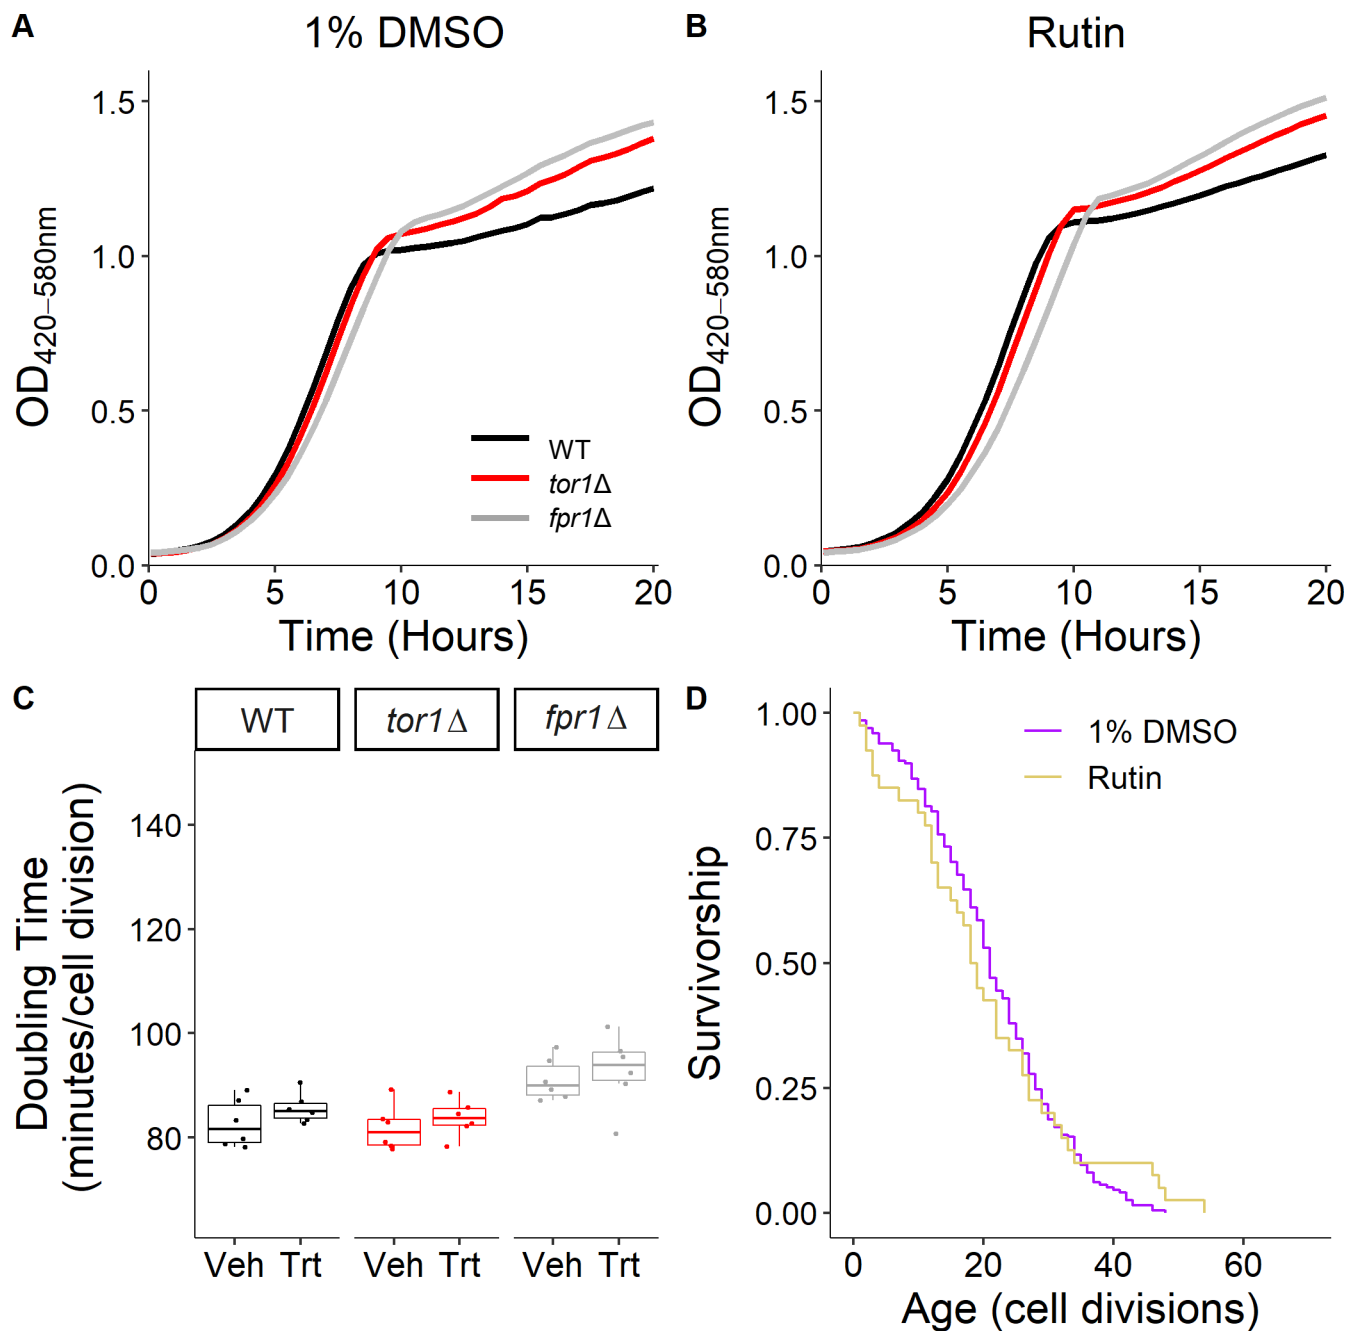 A
1% DMSO
1.5
1.0
0.5
0.0
OD420–580nm
WT
tor1Δ
fpr1Δ
0 5 10 15 20
Time (Hours)
B
Rutin
1.5
1.0
0.5
0.0
OD420–580nm
0 5 10 15 20
Time (Hours)
C
WT tor1Δ fpr1Δ
140
120
100
80
Doubling Time
(minutes/cell division)
Veh Trt Veh Trt Veh Trt
D
1.00
0.75
0.50
0.25
0.00
Survivorship
1% DMSO
Rutin
0 20 40 60
Age (cell divisions)